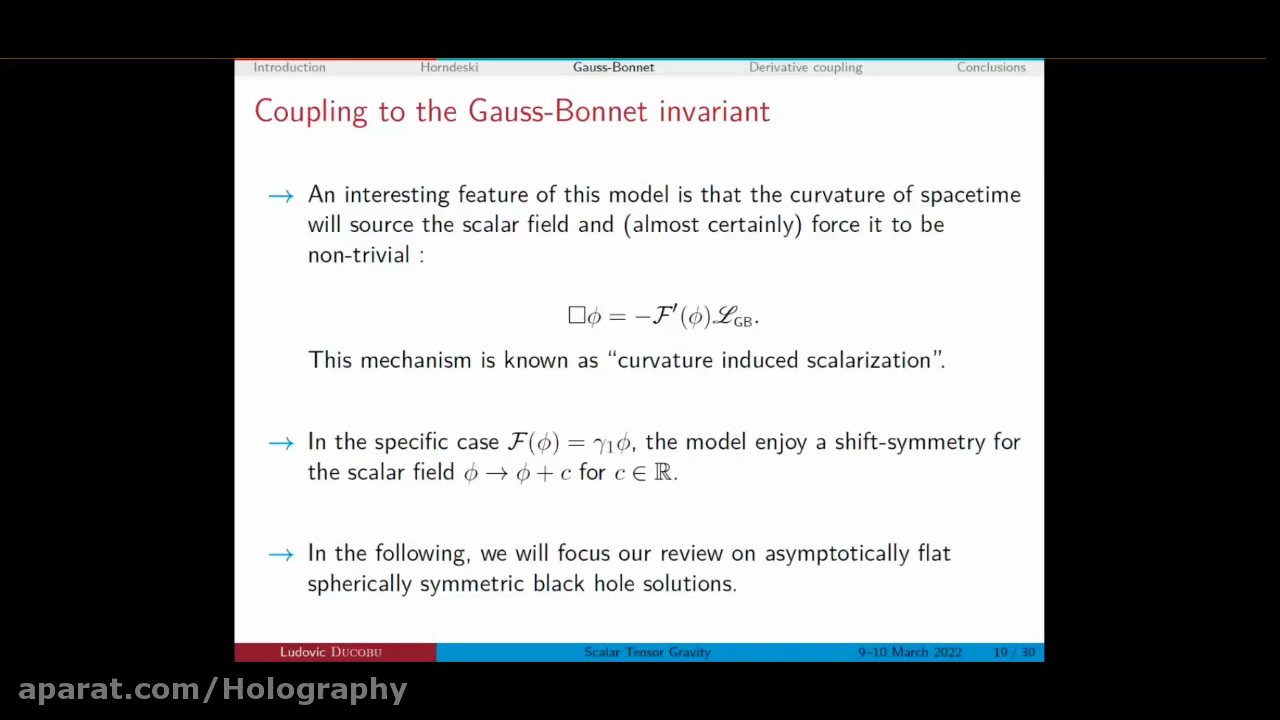 Introduction Horndeski Gauss-Bonnet Derivative coupling Conclusions
Coupling to the Gauss-Bonnet invariant
→ An interesting feature of this model is that the curvature of spacetime
will source the scalar field and (almost certainly) force it to be
non-trivial :
□ϕ = −ℱ′(ϕ)ℒ_GB.
This mechanism is known as “curvature induced scalarization”.
→ In the specific case ℱ(ϕ) = γ₁ϕ, the model enjoy a shift-symmetry for
the scalar field ϕ → ϕ + c for c ∈ ℝ.
→ In the following, we will focus our review on asymptotically flat
spherically symmetric black hole solutions.
Ludovic Ducobu Scalar Tensor Gravity 9–10 March 2022 19 / 30
aparat.com/Holography